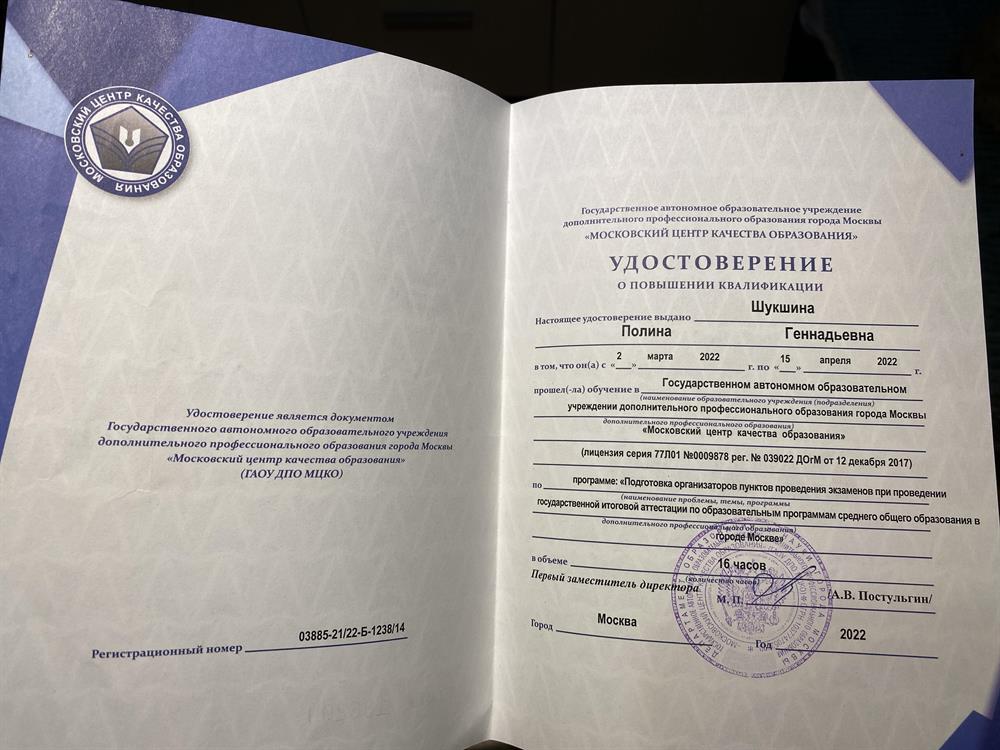 МОСКОВСКИЙ ЦЕНТР КАЧЕСТВА ОБРАЗОВАНИЯ
Удостоверение является документом
Государственного автономного образовательного учреждения
дополнительного профессионального образования города Москвы
«Московский центр качества образования»
(ГАОУ ДПО МЦКО)
Регистрационный номер 03885-21/22-Б-1238/14
Государственное автономное образовательное учреждение
дополнительного профессионального образования города Москвы
«МОСКОВСКИЙ ЦЕНТР КАЧЕСТВА ОБРАЗОВАНИЯ»
УДОСТОВЕРЕНИЕ
О ПОВЫШЕНИИ КВАЛИФИКАЦИИ
Настоящее удостоверение выдано Шукшина
Полина Геннадьевна
в том, что он(а) с «2» марта 2022 г. по «15» апреля 2022 г.
прошел(-ла) обучение в Государственном автономном образовательном
(наименование образовательного учреждения (подразделения)
учреждении дополнительного профессионального образования города Москвы
дополнительного профессионального образования)
«Московский центр качества образования»
(лицензия серия 77Л01 №0009878 рег. № 039022 ДОгМ от 12 декабря 2017)
по программе: «Подготовка организаторов пунктов проведения экзаменов при проведении
(наименование проблемы, темы, программы
государственной итоговой аттестации по образовательным программам среднего общего образования в
дополнительного профессионального образования)
городе Москве»
в объеме 16 часов
(количество часов)
Первый заместитель директора
М. П. /А.В. Постульгин/
Город Москва Год 2022